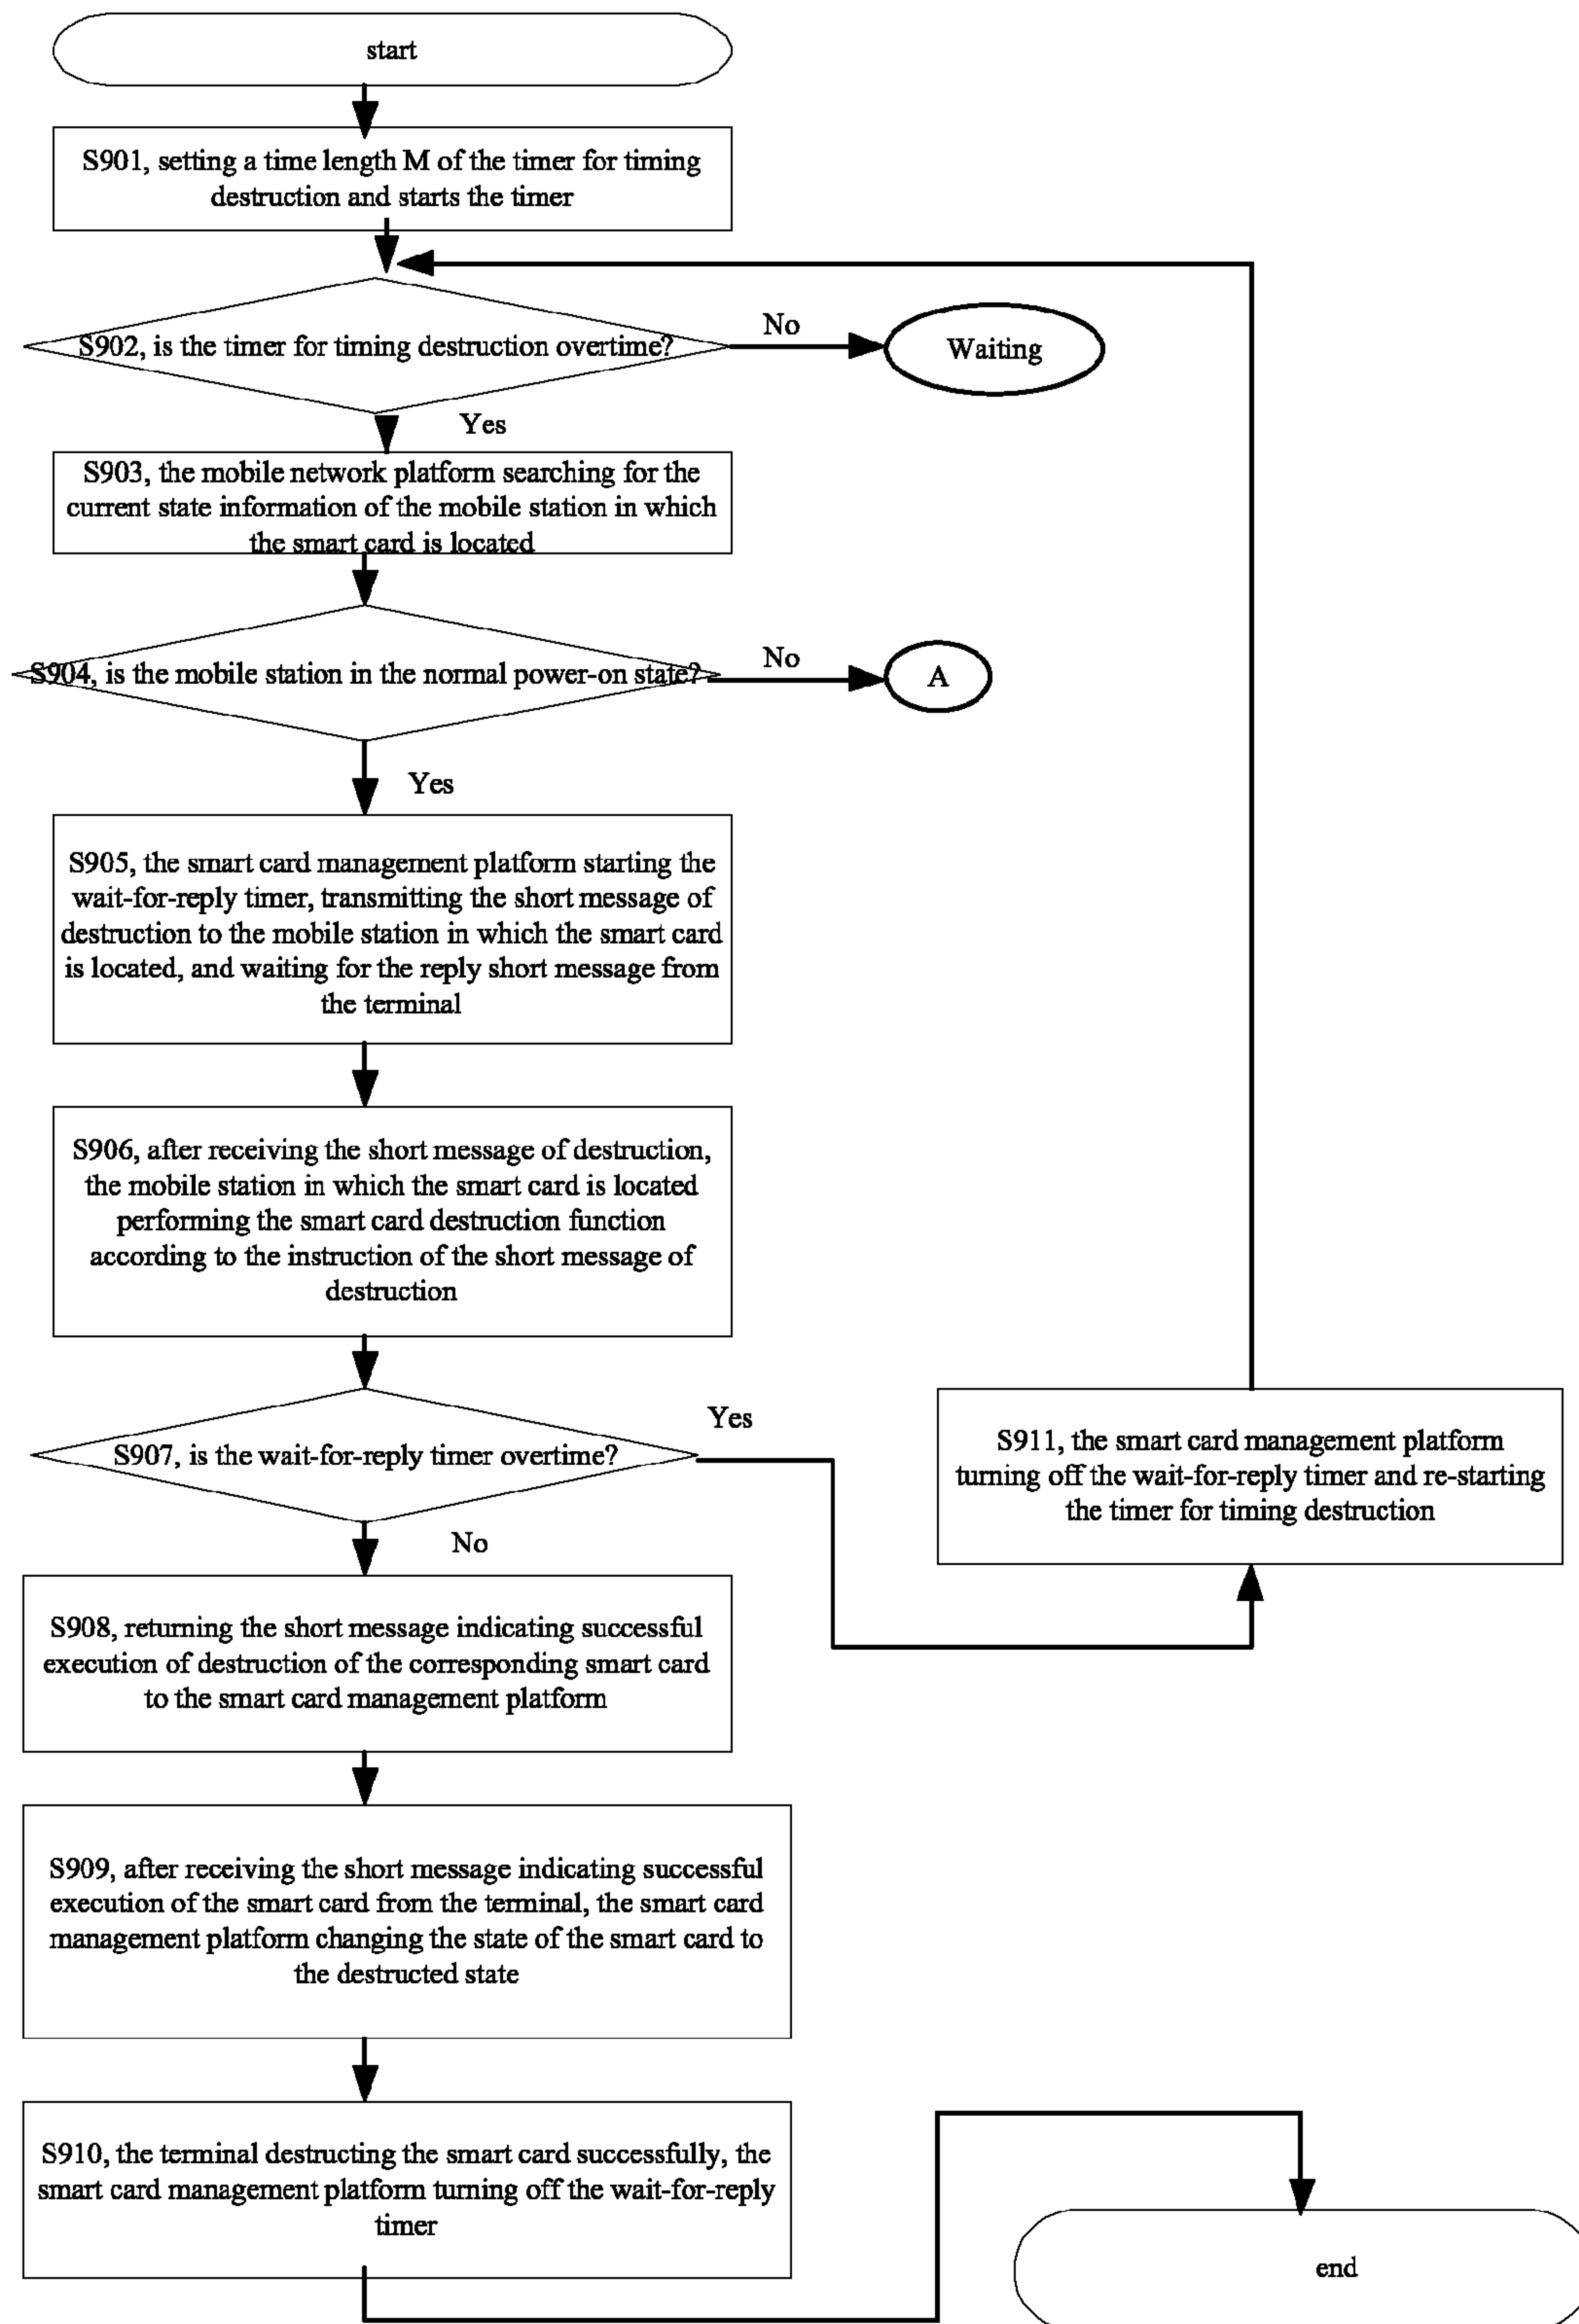 start
S901, setting a time length M of the timer for timing
destruction and starts the timer
S902, is the timer for timing destruction overtime?
No
Waiting
Yes
S903, the mobile network platform searching for the
current state information of the mobile station in which
the smart card is located
S904, is the mobile station in the normal power-on state?
No
A
Yes
S905, the smart card management platform starting the
wait-for-reply timer, transmitting the short message of
destruction to the mobile station in which the smart card
is located, and waiting for the reply short message from
the terminal
S906, after receiving the short message of destruction,
the mobile station in which the smart card is located
performing the smart card destruction function
according to the instruction of the short message of
destruction
S907, is the wait-for-reply timer overtime?
Yes
S911, the smart card management platform
turning off the wait-for-reply timer and re-starting
the timer for timing destruction
No
S908, returning the short message indicating successful
execution of destruction of the corresponding smart card
to the smart card management platform
S909, after receiving the short message indicating successful
execution of the smart card from the terminal, the smart card
management platform changing the state of the smart card to
the destructed state
S910, the terminal destructing the smart card successfully, the
smart card management platform turning off the wait-for-reply
timer
end